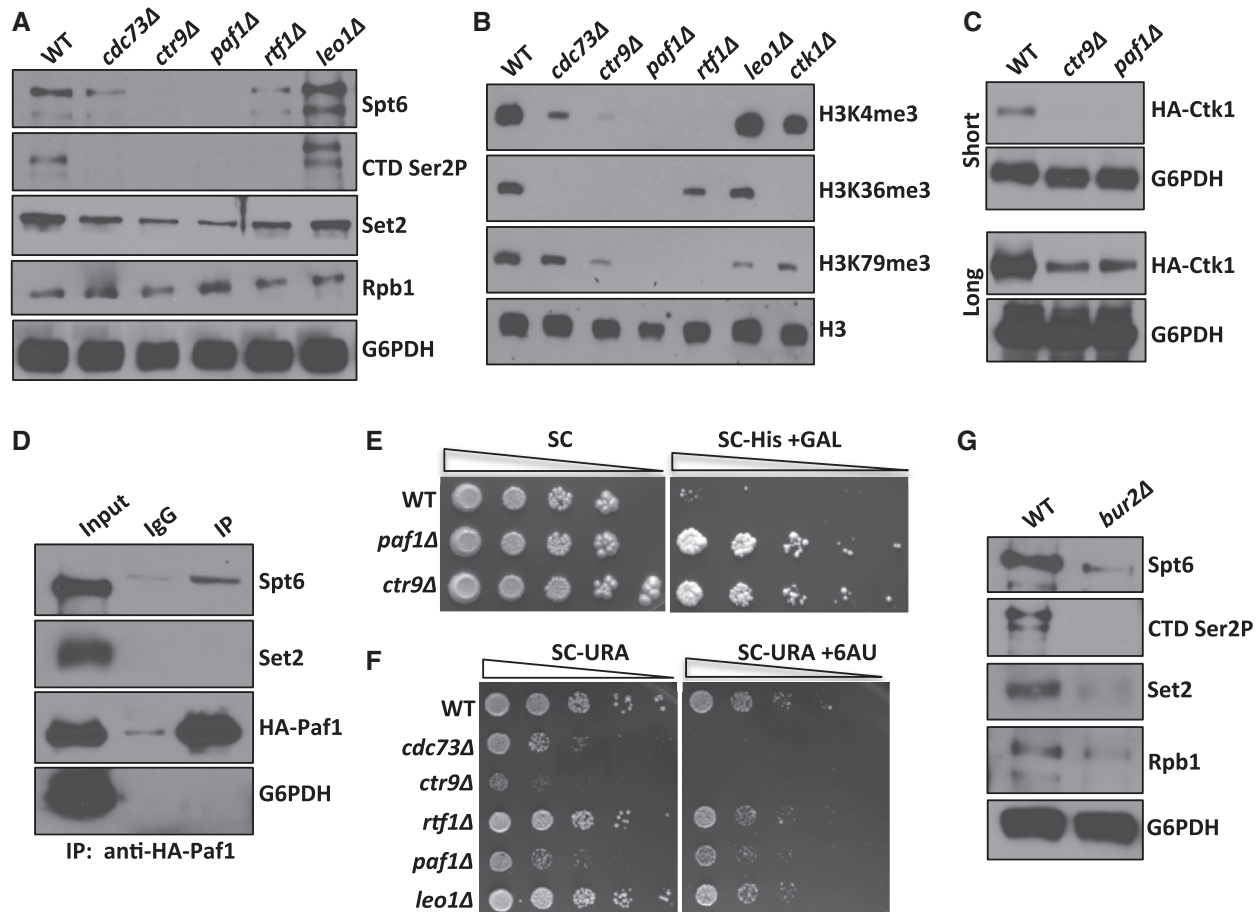 A
WT cdc73Δ ctr9Δ paf1Δ rtf1Δ leo1Δ
Spt6
CTD Ser2P
Set2
Rpb1
G6PDH
B
WT cdc73Δ ctr9Δ paf1Δ rtf1Δ leo1Δ ctk1Δ
H3K4me3
H3K36me3
H3K79me3
H3
C
WT ctr9Δ paf1Δ
Short
HA-Ctk1
G6PDH
Long
HA-Ctk1
G6PDH
D
Input IgG IP
Spt6
Set2
HA-Paf1
G6PDH
IP: anti-HA-Paf1
E
SC SC-His +GAL
WT
paf1Δ
ctr9Δ
F
SC-URA SC-URA +6AU
WT
cdc73Δ
ctr9Δ
rtf1Δ
paf1Δ
leo1Δ
G
WT bur2Δ
Spt6
CTD Ser2P
Set2
Rpb1
G6PDH